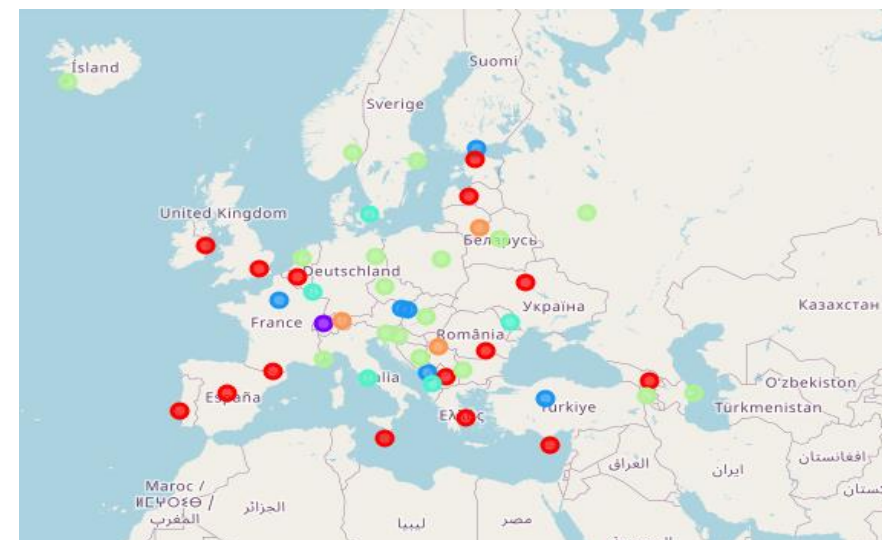 Ísland
Suomi
Sverige
United Kingdom
Беларусь
Deutschland
Україна
Казахстан
France
România
O'zbekiston
Italia
España
Türkiye
Türkmenistan
Ελλάς
افغانستان
العراق
ایران
Maroc /
ⵍⵎⵖⵔⵉⴱ /
المغرب
الجزائر
ليبيا
مصر